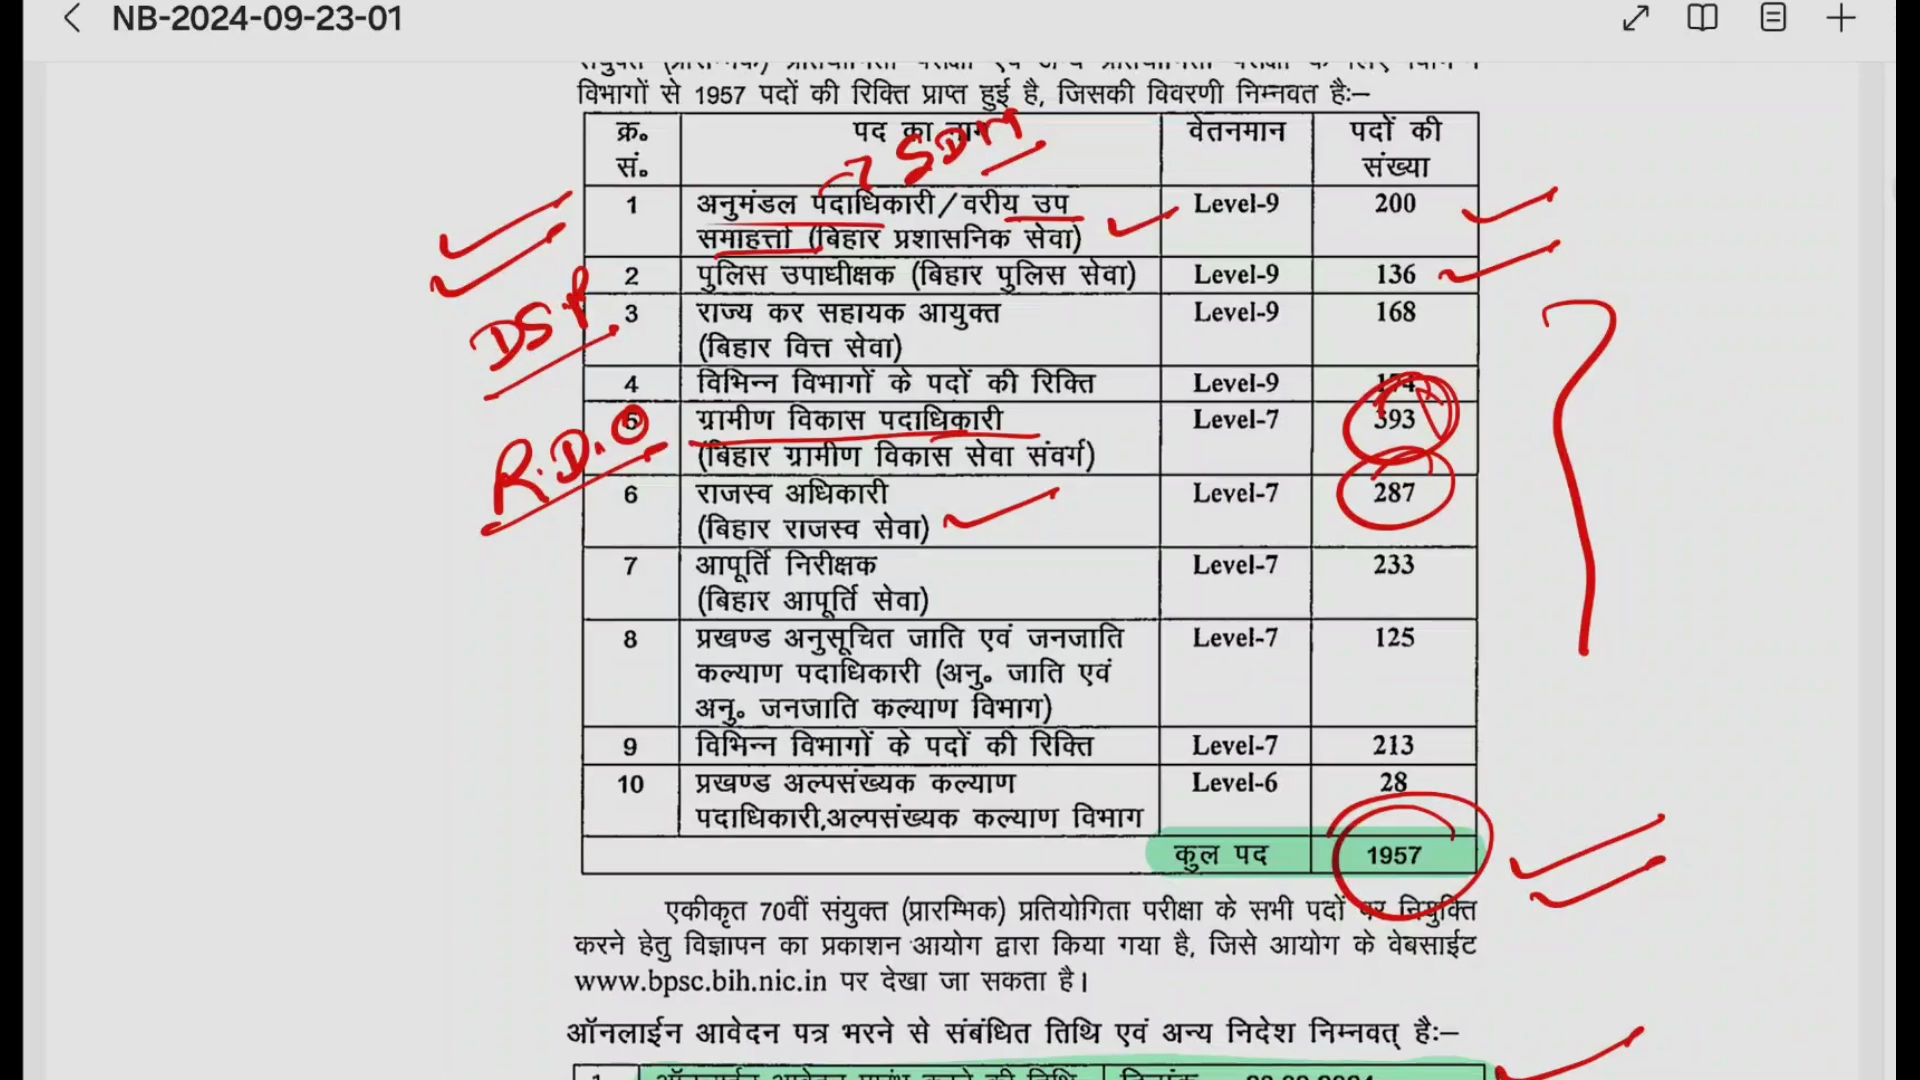 NB-2024-09-23-01
विभागों से 1957 पदों की रिक्ति प्राप्त हुई है, जिसकी विवरणी निम्नवत है:–
क्र० सं० पद का नाम वेतनमान पदों की संख्या
SDM
1 अनुमंडल पदाधिकारी/वरीय उप Level-9 200
समाहर्त्ता (बिहार प्रशासनिक सेवा)
2 पुलिस उपाधीक्षक (बिहार पुलिस सेवा) Level-9 136
DSP
3 राज्य कर सहायक आयुक्त Level-9 168
(बिहार वित्त सेवा)
4 विभिन्न विभागों के पदों की रिक्ति Level-9 174
5 ग्रामीण विकास पदाधिकारी Level-7 393
R.D.O
(बिहार ग्रामीण विकास सेवा संवर्ग)
6 राजस्व अधिकारी Level-7 287
(बिहार राजस्व सेवा)
7 आपूर्ति निरीक्षक Level-7 233
(बिहार आपूर्ति सेवा)
8 प्रखण्ड अनुसूचित जाति एवं जनजाति Level-7 125
कल्याण पदाधिकारी (अनु० जाति एवं
अनु० जनजाति कल्याण विभाग)
9 विभिन्न विभागों के पदों की रिक्ति Level-7 213
10 प्रखण्ड अल्पसंख्यक कल्याण Level-6 28
पदाधिकारी,अल्पसंख्यक कल्याण विभाग
कुल पद 1957
एकीकृत 70वीं संयुक्त (प्रारम्भिक) प्रतियोगिता परीक्षा के सभी पदों पर नियुक्ति
करने हेतु विज्ञापन का प्रकाशन आयोग द्वारा किया गया है, जिसे आयोग के वेबसाईट
www.bpsc.bih.nic.in पर देखा जा सकता है।
ऑनलाईन आवेदन पत्र भरने से संबंधित तिथि एवं अन्य निदेश निम्नवत् है:–